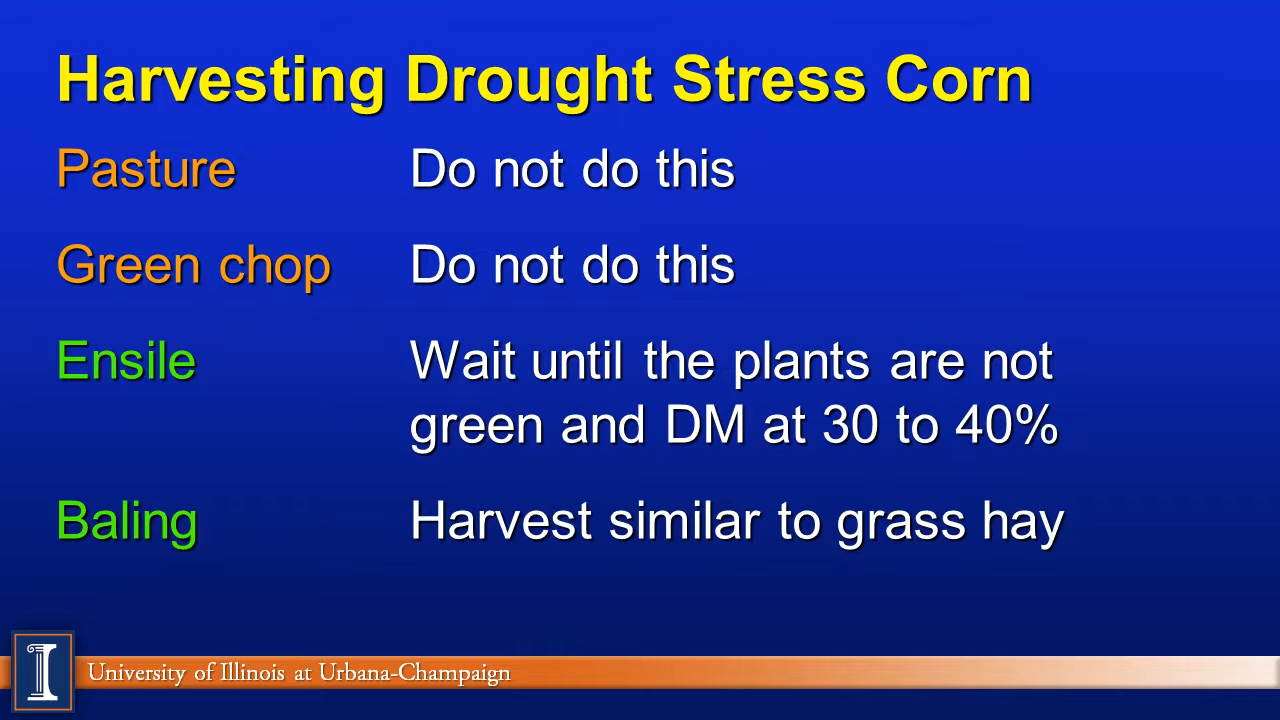 Harvesting Drought Stress Corn
Pasture Do not do this
Green chop Do not do this
Ensile Wait until the plants are not
green and DM at 30 to 40%
Baling Harvest similar to grass hay
I University of Illinois at Urbana-Champaign